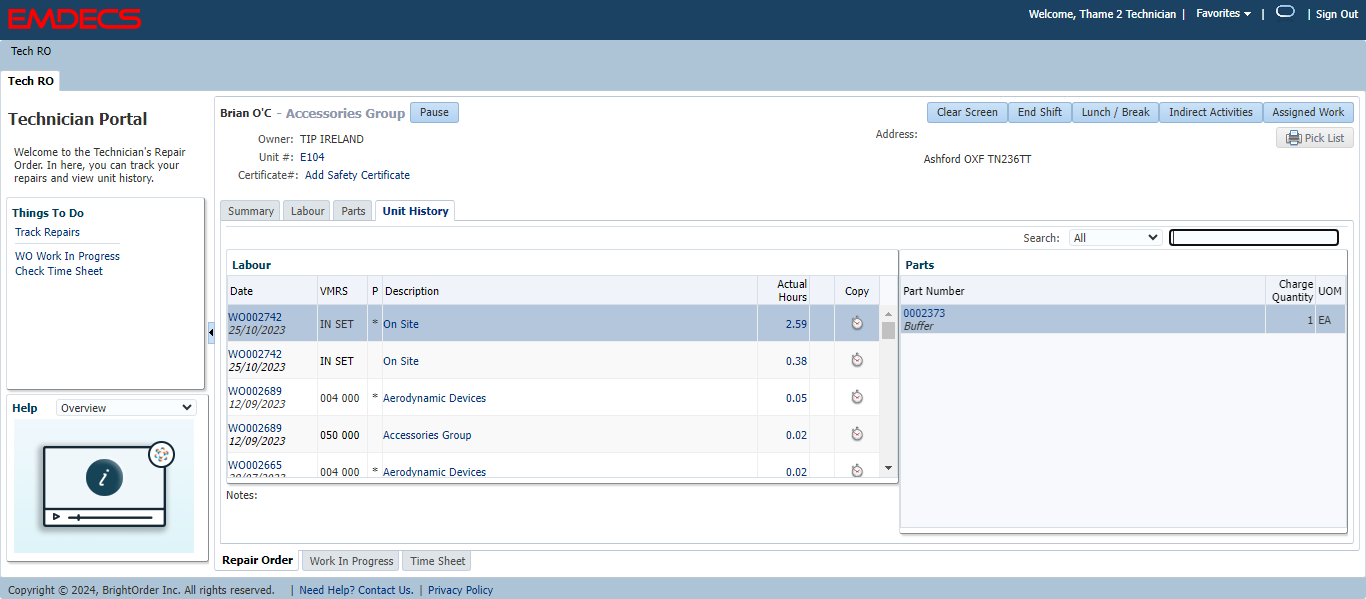 EMDECS
Welcome, Thame 2 Technician | Favorites | | Sign Out
Tech RO
Tech RO
Technician Portal
Welcome to the Technician's Repair
Order. In here, you can track your
repairs and view unit history.
Things To Do
Track Repairs
WO Work In Progress
Check Time Sheet
Help Overview
Brian O'C - Accessories Group Pause
Clear Screen End Shift Lunch / Break Indirect Activities Assigned Work
Owner: TIP IRELAND
Address:
Pick List
Unit #: E104
Ashford OXF TN236TT
Certificate#: Add Safety Certificate
Summary Labour Parts Unit History
Search: All
Labour
Date VMRS P Description Actual Hours Copy
WO002742
25/10/2023 IN SET * On Site 2.59
WO002742
25/10/2023 IN SET On Site 0.38
WO002689
12/09/2023 004 000 * Aerodynamic Devices 0.05
WO002689
12/09/2023 050 000 Accessories Group 0.02
WO002665
004 000 * Aerodynamic Devices 0.02
Notes:
Parts
Part Number Charge Quantity UOM
0002373
Buffer 1 EA
Repair Order Work In Progress Time Sheet
Copyright © 2024, BrightOrder Inc. All rights reserved. | Need Help? Contact Us. | Privacy Policy